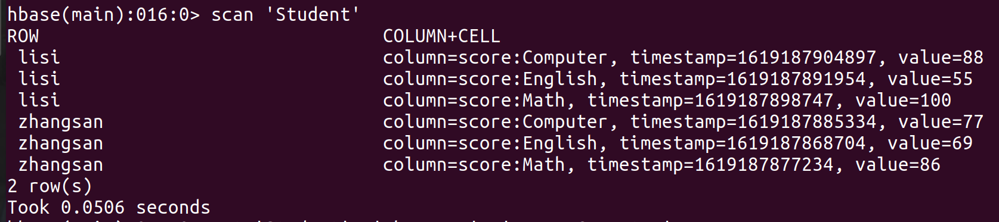 hbase(main):016:0> scan 'Student'
ROW COLUMN+CELL
lisi column=score:Computer, timestamp=1619187904897, value=88
lisi column=score:English, timestamp=1619187891954, value=55
lisi column=score:Math, timestamp=1619187898747, value=100
zhangsan column=score:Computer, timestamp=1619187885334, value=77
zhangsan column=score:English, timestamp=1619187868704, value=69
zhangsan column=score:Math, timestamp=1619187877234, value=86
2 row(s)
Took 0.0506 seconds